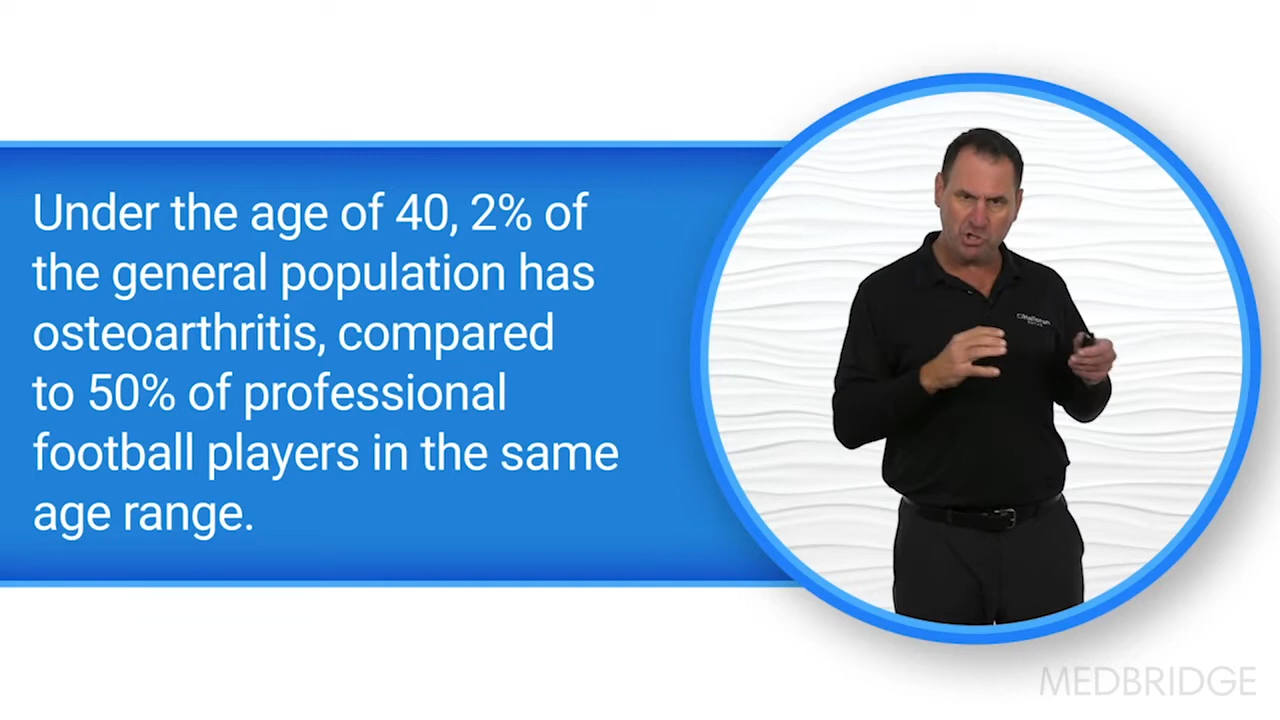 Under the age of 40, 2% of
the general population has
osteoarthritis, compared
to 50% of professional
football players in the same
age range.
MEDBRIDGE